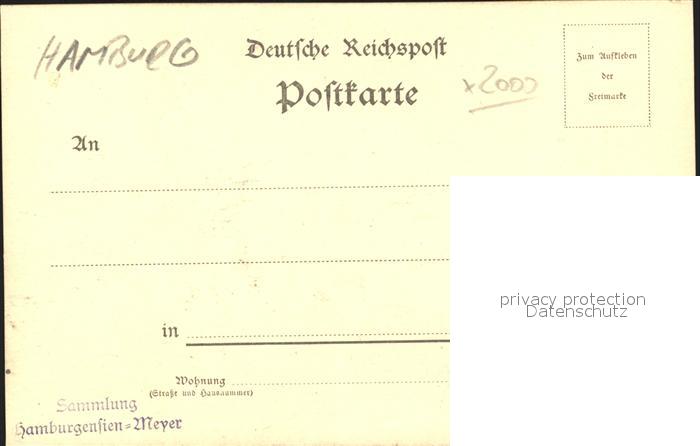 HAMBURG
Deutsche Reichspost
Postkarte
x2000
Zum Aufkleben
der
Freimarke
An
in
Wohnung
(Straße und Hausnummer)
Sammlung
Hamburgensien=Meyer
privacy protection
Datenschutz